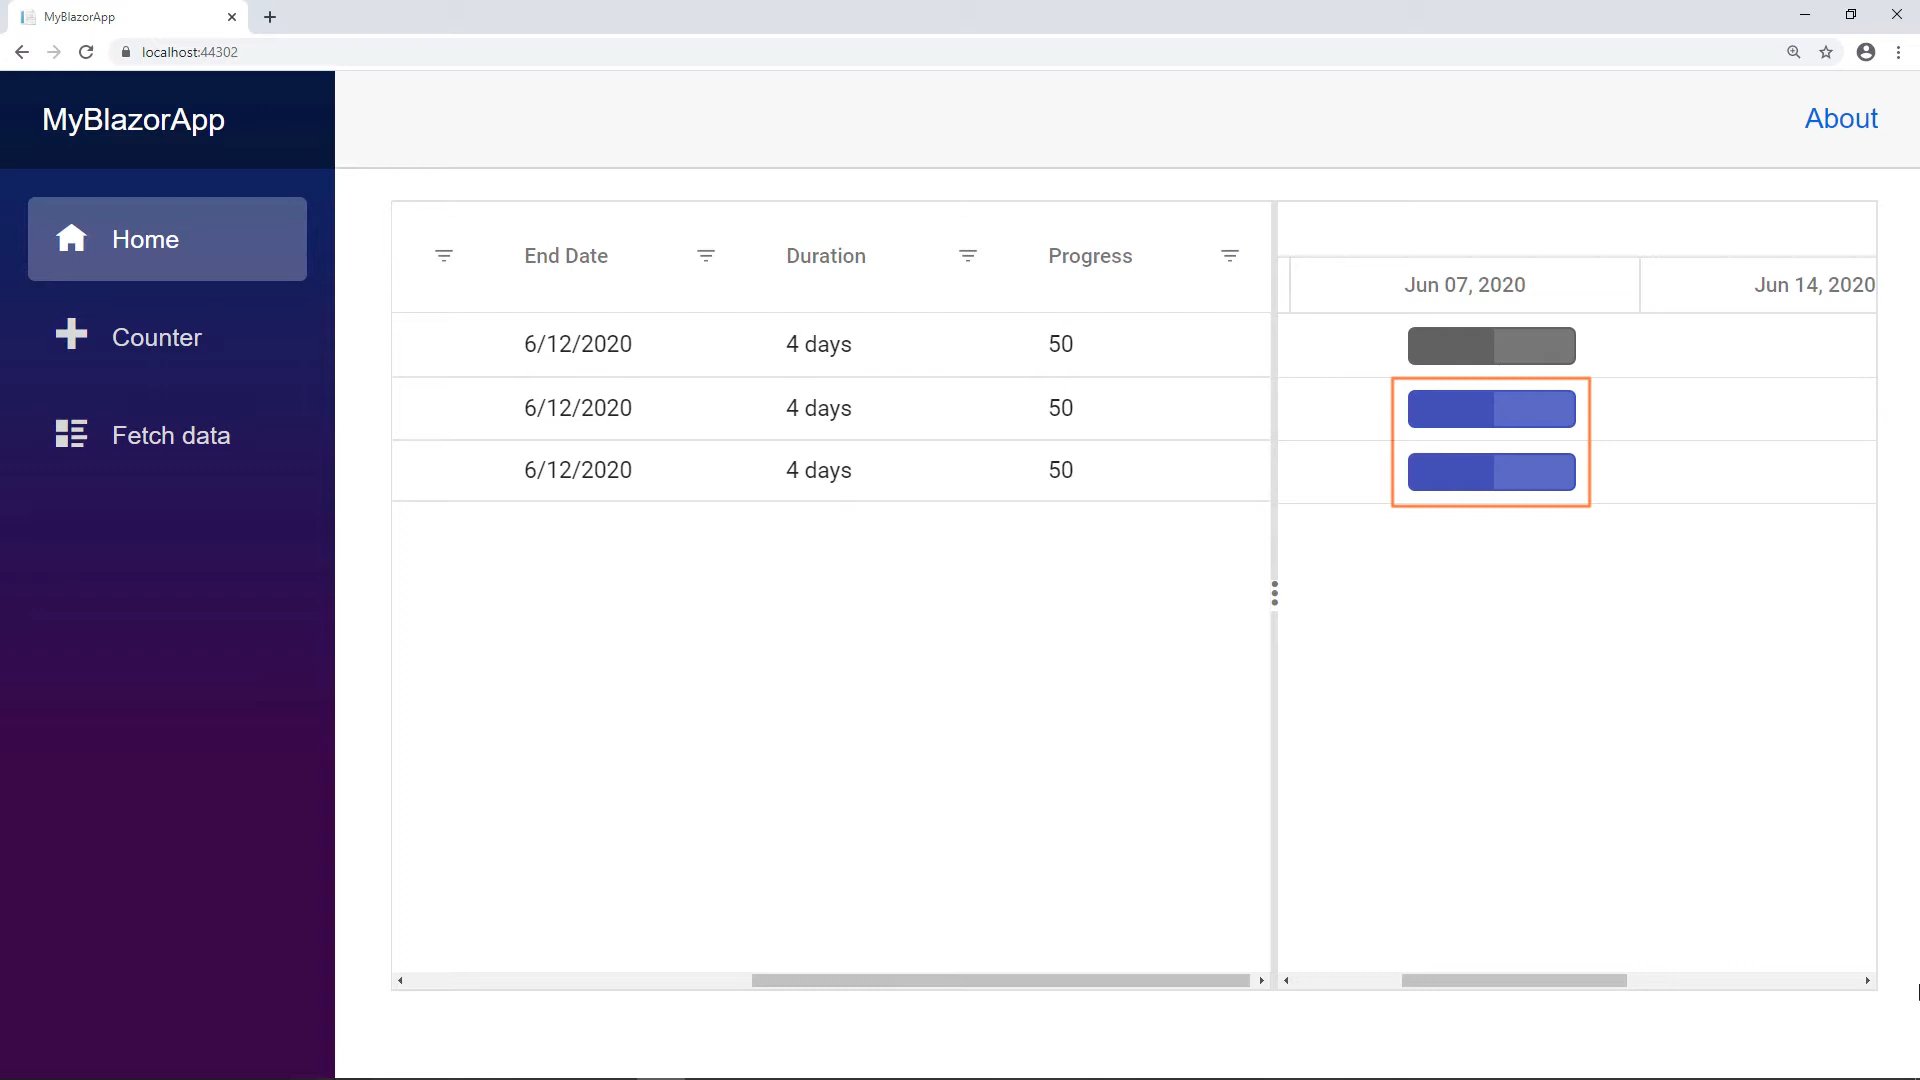 MyBlazorApp
localhost:44302
MyBlazorApp
About
Home
Counter
Fetch data
End Date Duration Progress
Jun 07, 2020 Jun 14, 2020
6/12/2020 4 days 50
6/12/2020 4 days 50
6/12/2020 4 days 50